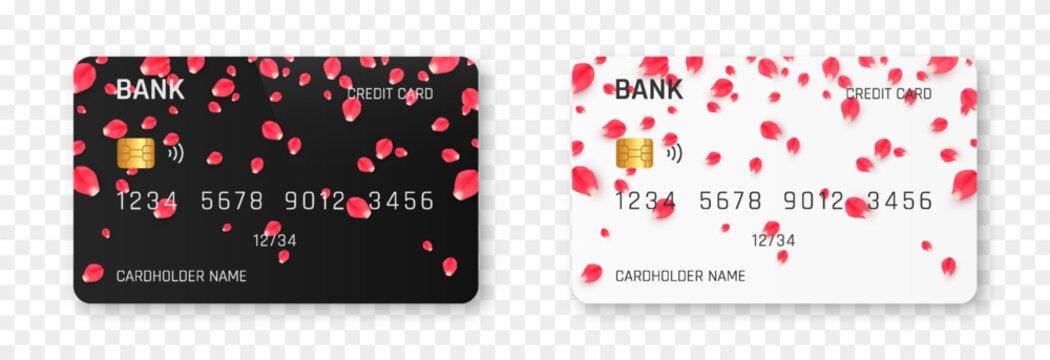 BANK
CREDIT CARD
1234 5678 9012 3456
12/34
CARDHOLDER NAME
BANK
CREDIT CARD
1234 5678 9012 3456
12/34
CARDHOLDER NAME